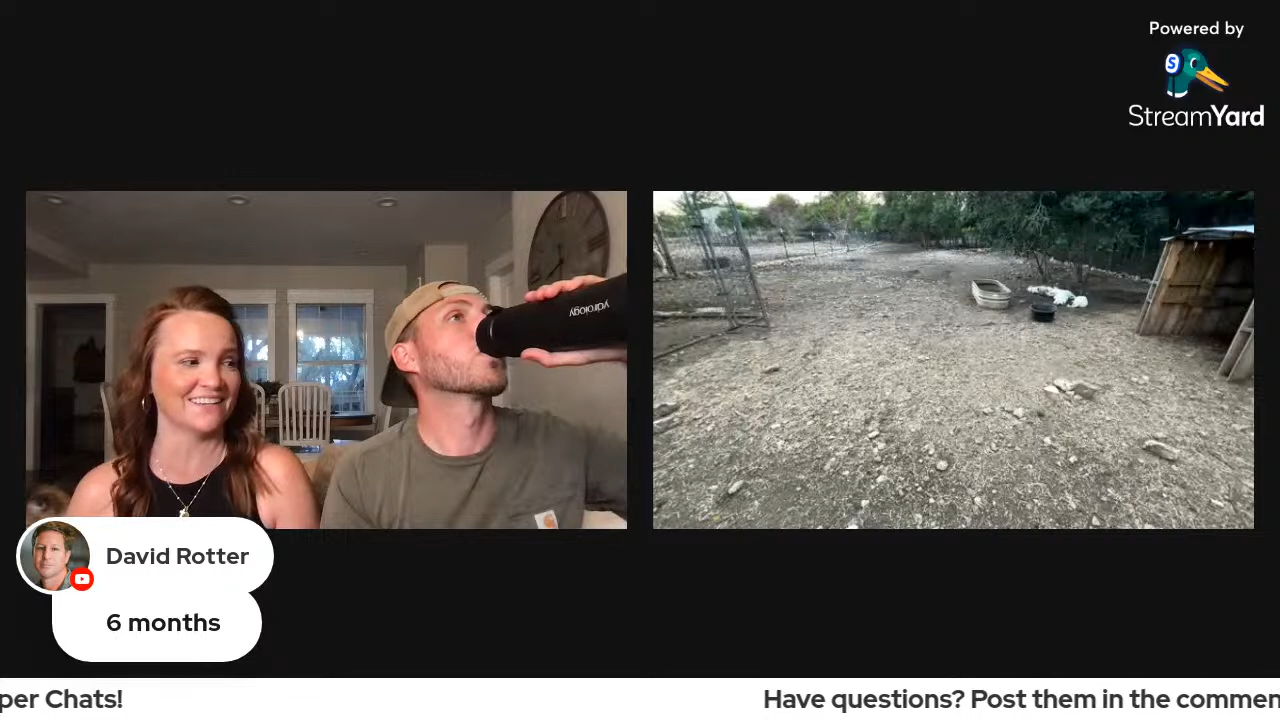 Powered by
StreamYard
David Rotter
6 months
per Chats!
Have questions? Post them in the commen